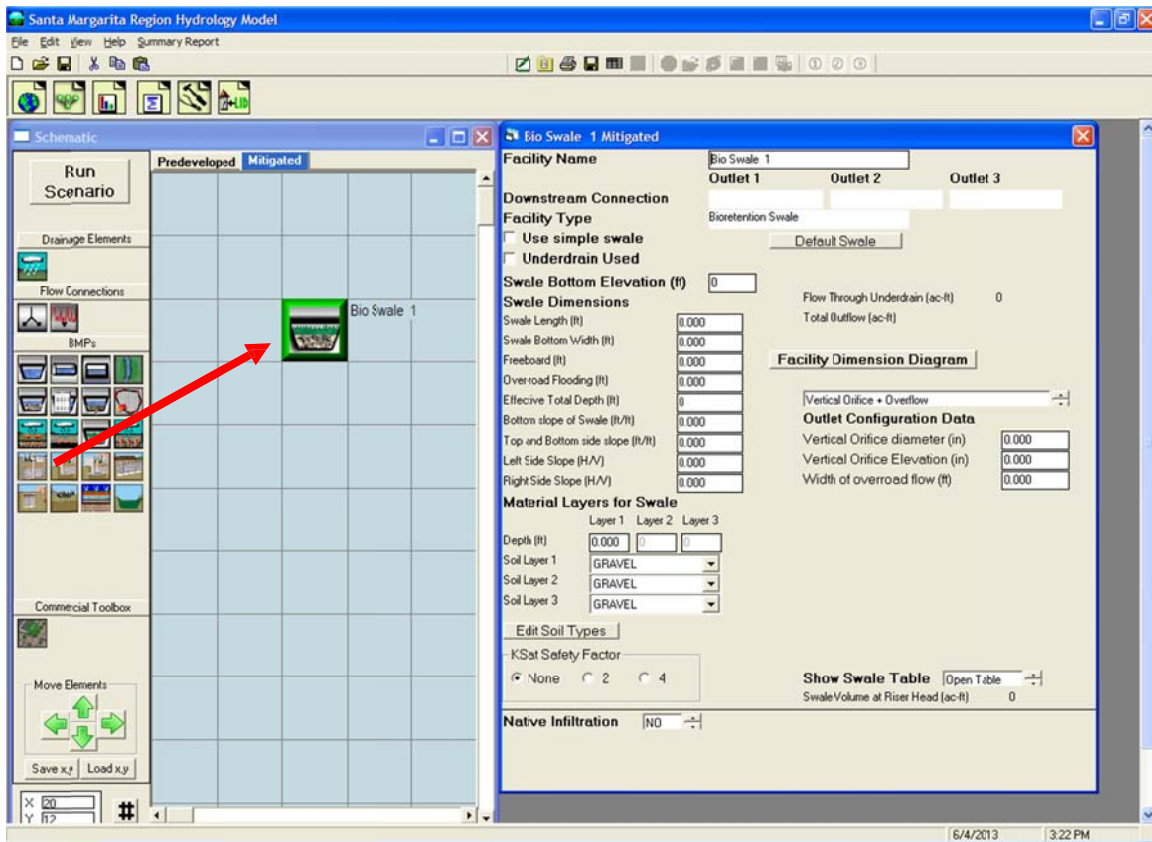 Santa Margarita Region Hydrology Model
File Edit View Help Summary Report
Schematic
Run
Scenario
Predeveloped Mitigated
Drainage Elements
Flow Connections
BMPs
Commercial Toolbox
Move Elements
Save x,y Load x,y
X 20
Y 12
#
Bio Swale 1
Bio Swale 1 Mitigated
Facility Name Bio Swale 1
Outlet 1 Outlet 2 Outlet 3
Downstream Connection
Facility Type Bioretention Swale
Use simple swale Default Swale
Underdrain Used
Swale Bottom Elevation (ft) 0
Swale Dimensions Flow Through Underdrain (ac-ft) 0
Swale Length (ft) 0.000 Total Outflow (ac-ft)
Swale Bottom Width (ft) 0.000
Freeboard (ft) 0.000 Facility Dimension Diagram
Over-road Flooding (ft) 0.000
Effective Total Depth (ft) 0 Vertical Orifice + Overflow
Bottom slope of Swale (ft/ft) 0.000 Outlet Configuration Data
Top and Bottom side slope (ft/ft) 0.000 Vertical Orifice diameter (in) 0.000
Left Side Slope (H/V) 0.000 Vertical Orifice Elevation (in) 0.000
Right Side Slope (H/V) 0.000 Width of overroad flow (ft) 0.000
Material Layers for Swale
Layer 1 Layer 2 Layer 3
Depth (ft) 0.000 0 0
Soil Layer 1 GRAVEL
Soil Layer 2 GRAVEL
Soil Layer 3 GRAVEL
Edit Soil Types
KSat Safety Factor
None 2 4
Show Swale Table Open Table
Swale Volume at Riser Head (ac-ft) 0
Native Infiltration NO
6/4/2013 3:22 PM